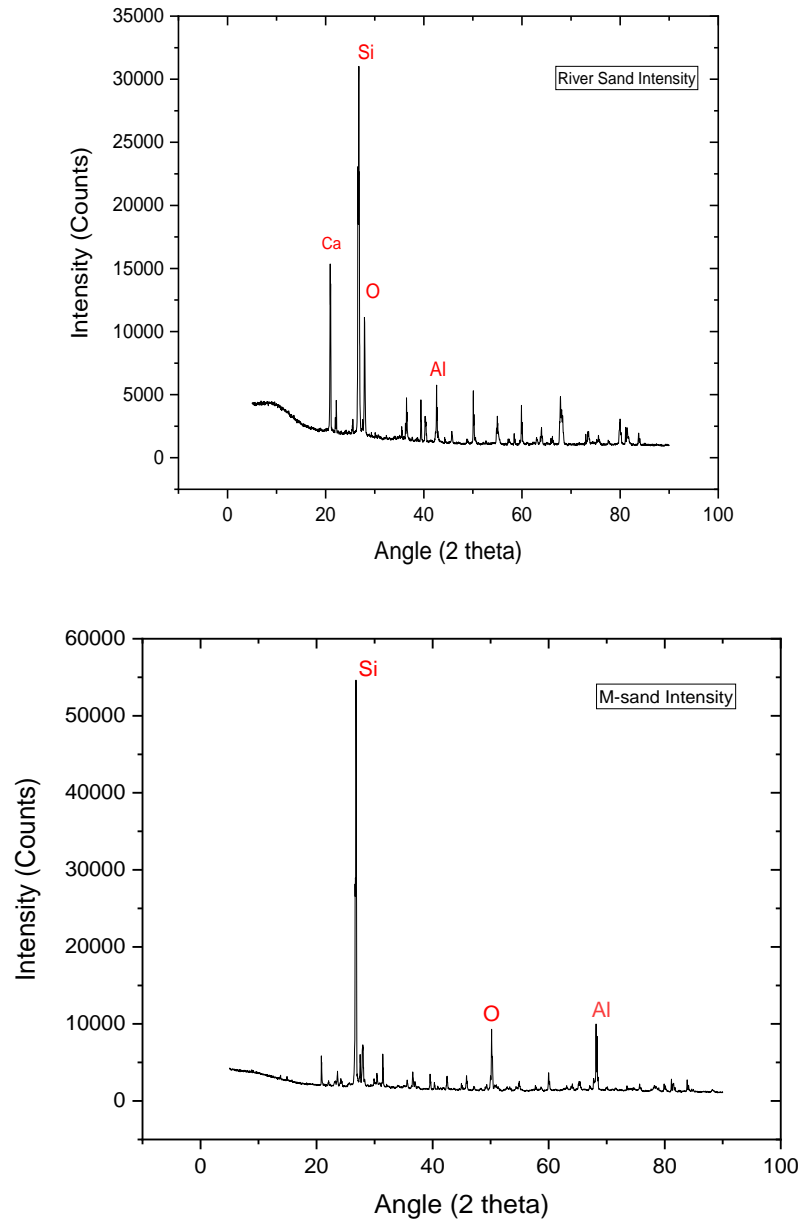 35000
30000
25000
20000
15000
10000
5000
0
Intensity (Counts)
Si
River Sand Intensity
Ca
O
Al
0 20 40 60 80 100
Angle (2 theta)
60000
50000
40000
30000
20000
10000
0
Intensity (Counts)
Si
M-sand Intensity
O
Al
0 20 40 60 80 100
Angle (2 theta)